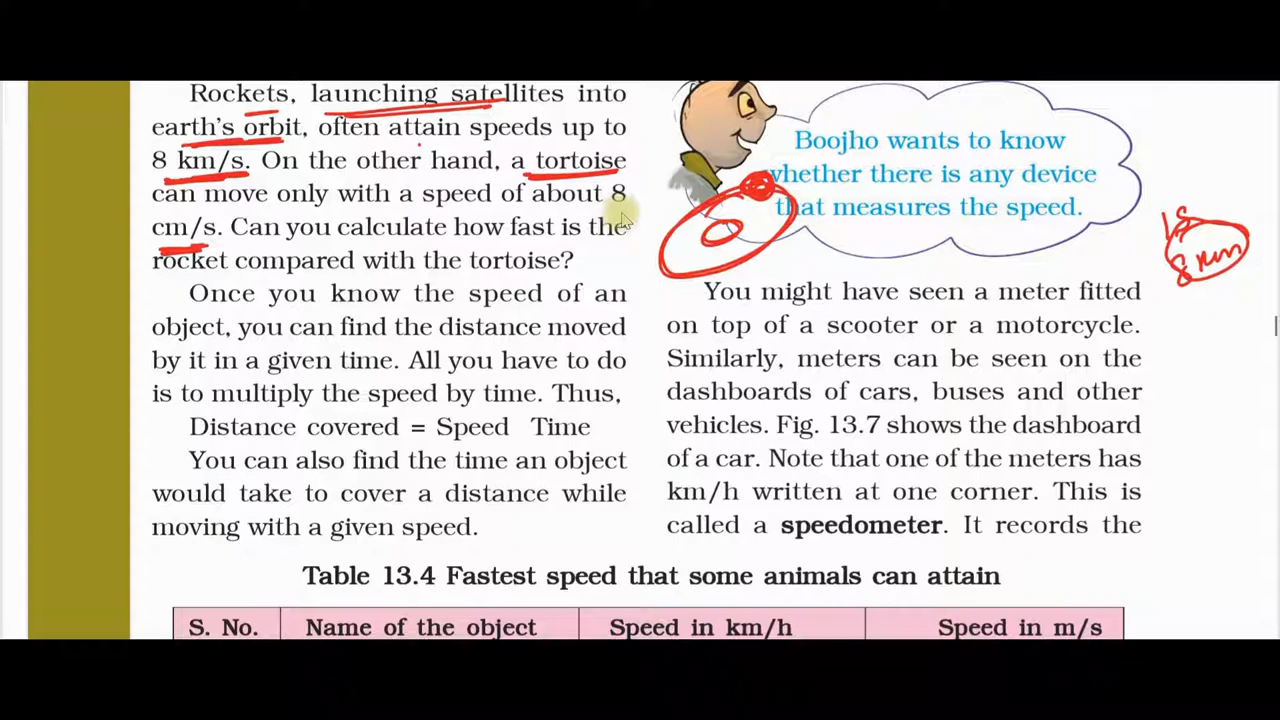 Rockets, launching satellites into
earth's orbit, often attain speeds up to
8 km/s. On the other hand, a tortoise
can move only with a speed of about 8
cm/s. Can you calculate how fast is the
rocket compared with the tortoise?
Once you know the speed of an
object, you can find the distance moved
by it in a given time. All you have to do
is to multiply the speed by time. Thus,
Distance covered = Speed Time
You can also find the time an object
would take to cover a distance while
moving with a given speed.
Boojho wants to know
whether there is any device
that measures the speed.
1s
8 km
You might have seen a meter fitted
on top of a scooter or a motorcycle.
Similarly, meters can be seen on the
dashboards of cars, buses and other
vehicles. Fig. 13.7 shows the dashboard
of a car. Note that one of the meters has
km/h written at one corner. This is
called a speedometer. It records the
Table 13.4 Fastest speed that some animals can attain
S. No. Name of the object Speed in km/h Speed in m/s